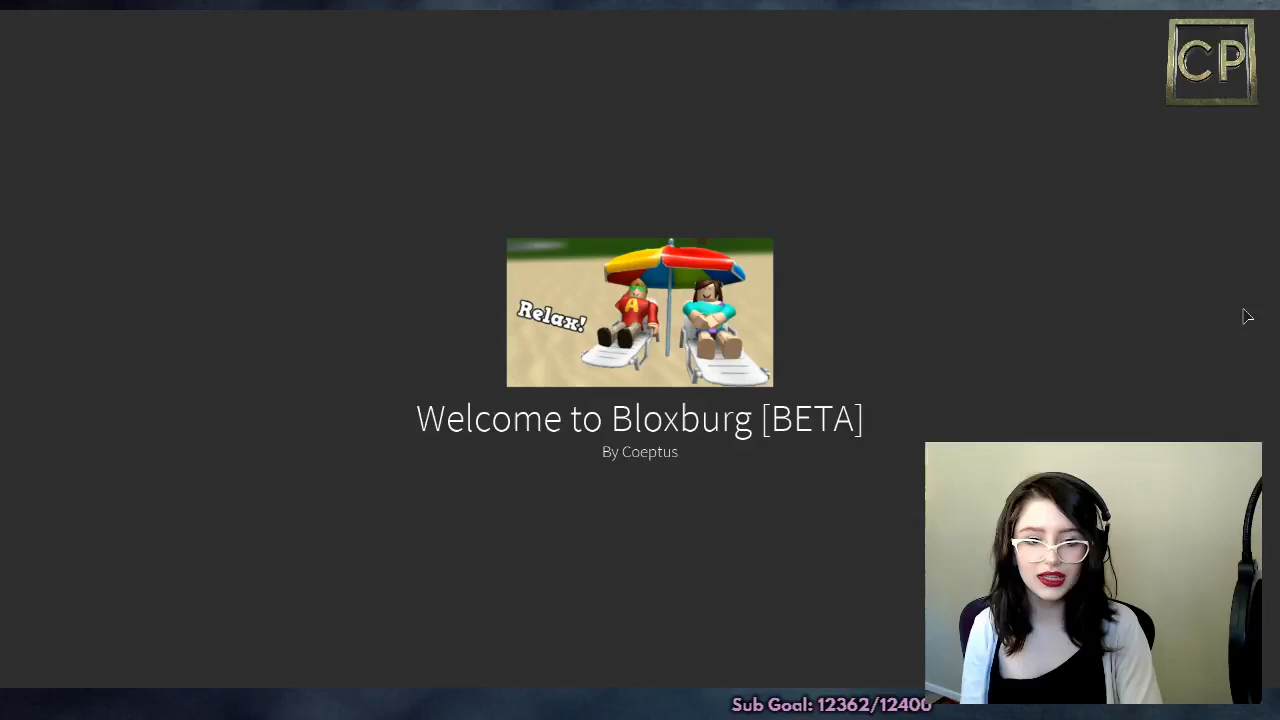 CP
Relax!
A
Welcome to Bloxburg [BETA]
By Coeptus
Sub Goal: 12362/12400